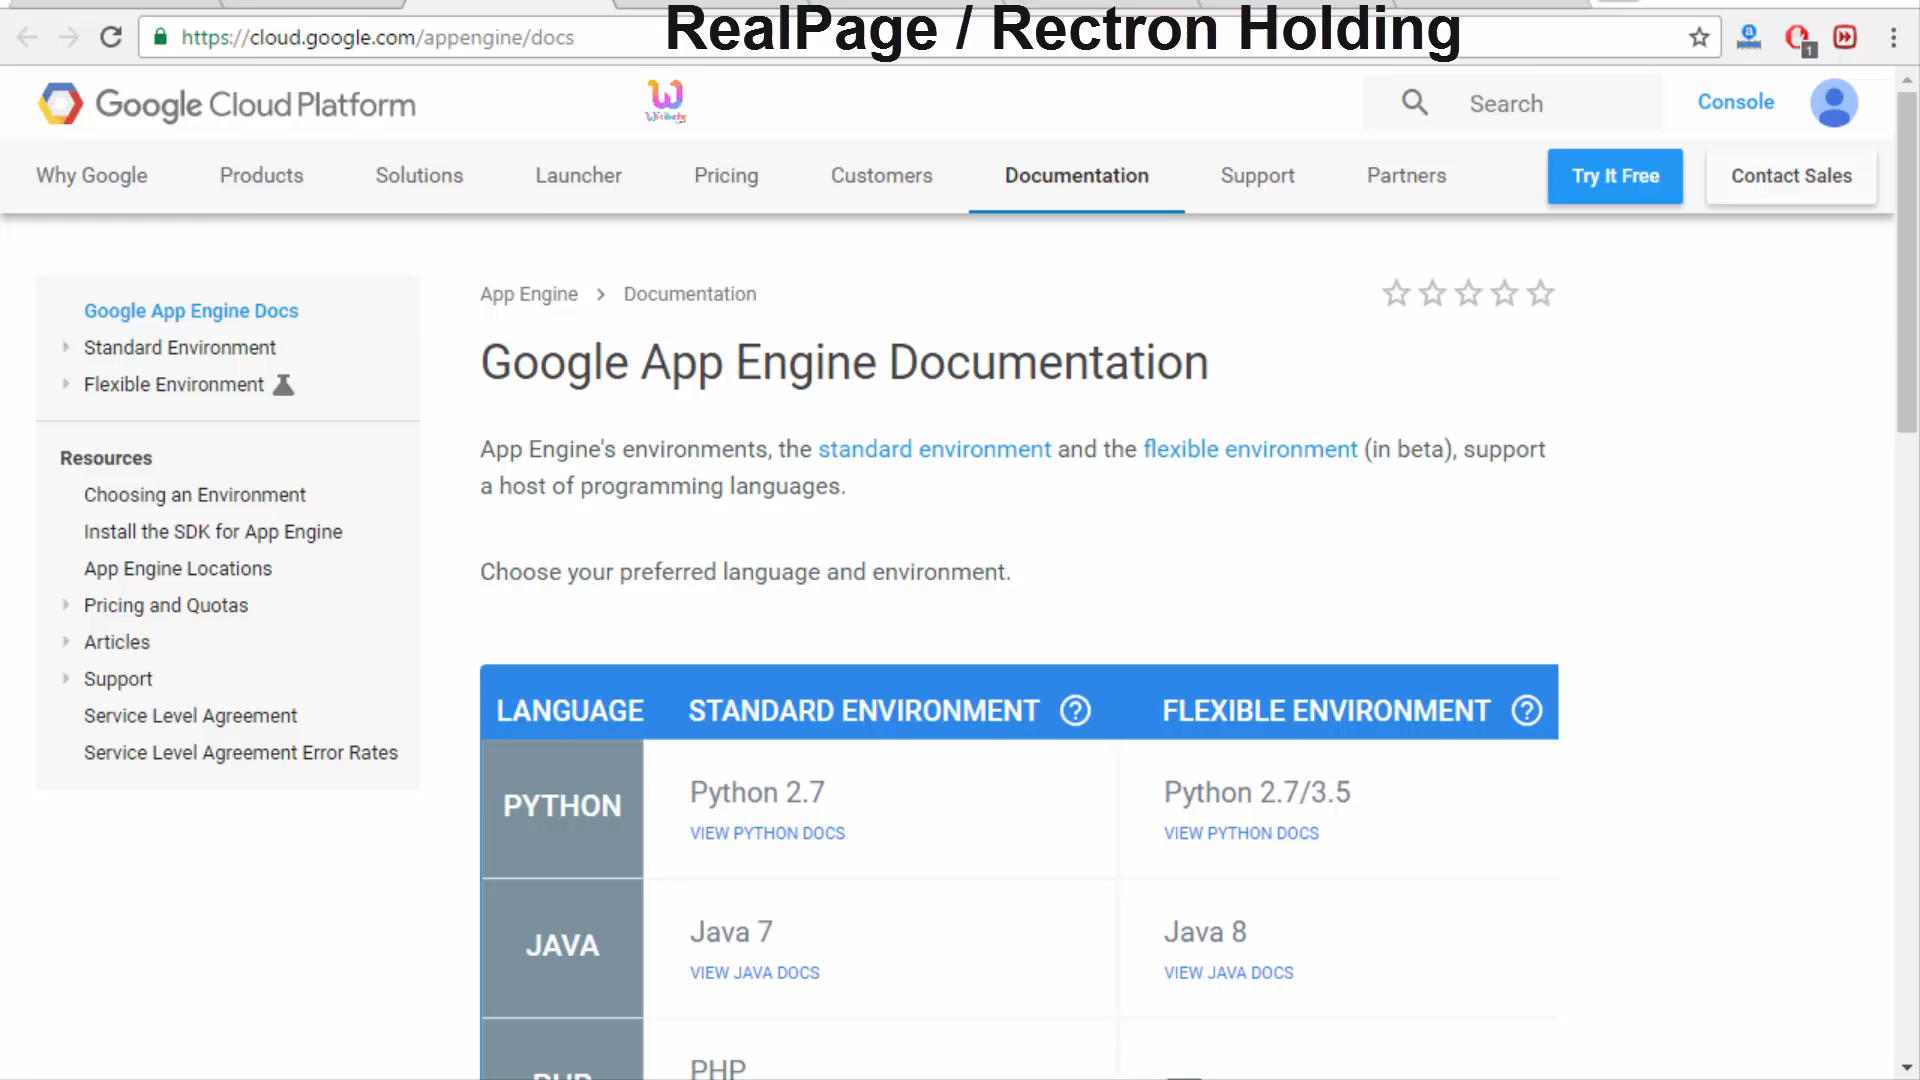 RealPage / Rectron Holding
https://cloud.google.com/appengine/docs
1
Google Cloud Platform
Search
Console
Why Google
Products
Solutions
Launcher
Pricing
Customers
Documentation
Support
Partners
Try It Free
Contact Sales
Google App Engine Docs
Standard Environment
Flexible Environment
Resources
Choosing an Environment
Install the SDK for App Engine
App Engine Locations
Pricing and Quotas
Articles
Support
Service Level Agreement
Service Level Agreement Error Rates
App Engine > Documentation
Google App Engine Documentation
App Engine's environments, the standard environment and the flexible environment (in beta), support
a host of programming languages.
Choose your preferred language and environment.
LANGUAGE STANDARD ENVIRONMENT ? FLEXIBLE ENVIRONMENT ?
PYTHON
Python 2.7
VIEW PYTHON DOCS
Python 2.7/3.5
VIEW PYTHON DOCS
JAVA
Java 7
VIEW JAVA DOCS
Java 8
VIEW JAVA DOCS
PHP
PHP